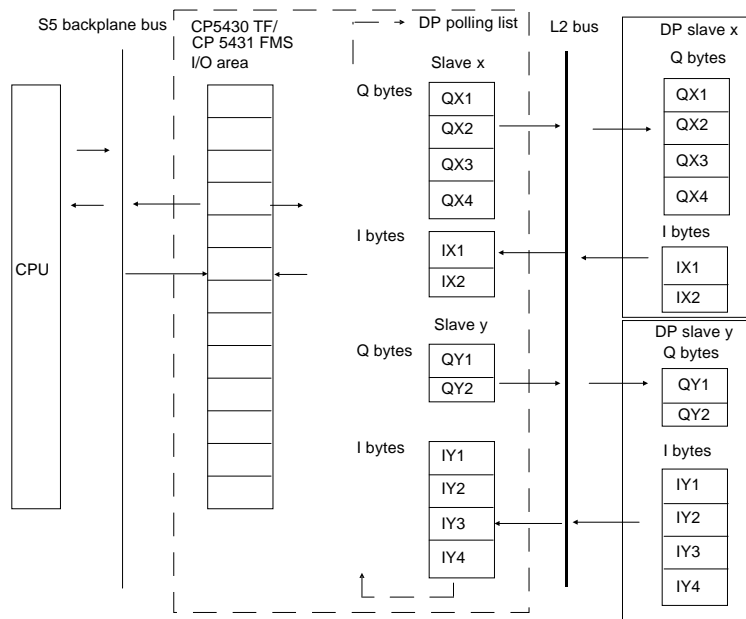 S5 backplane bus
CP5430 TF/
CP 5431 FMS
I/O area
DP polling list
L2 bus
DP slave x
Slave x
Q bytes
Q bytes
QX1
QX2
QX3
QX4
QX1
QX2
QX3
QX4
I bytes
I bytes
IX1
IX2
IX1
IX2
CPU
Slave y
DP slave y
Q bytes
Q bytes
QY1
QY2
QY1
QY2
I bytes
I bytes
IY1
IY2
IY3
IY4
IY1
IY2
IY3
IY4